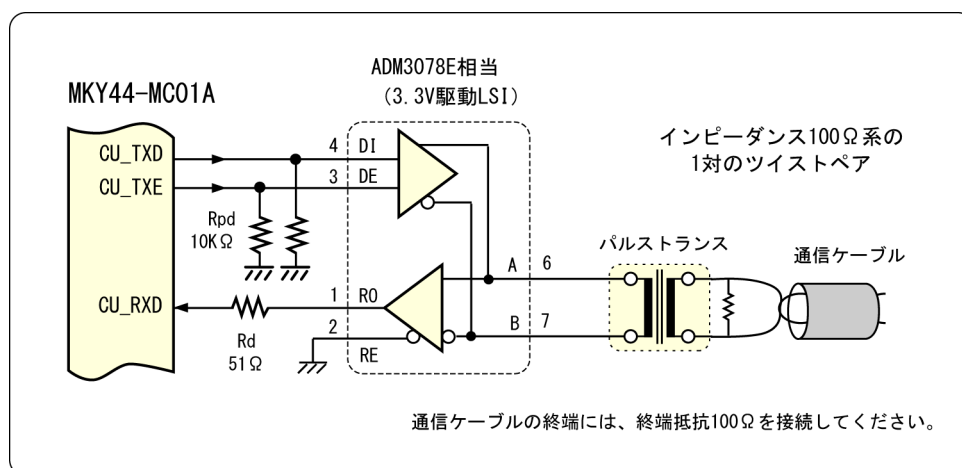 ADM3078E相当
（3.3V駆動LSI）
MKY44-MC01A
インピーダンス100Ω系の
1対のツイストペア
CU_TXD
4 DI
CU_TXE
3 DE
Rpd
10KΩ
パルストランス
通信ケーブル
A 6
CU_RXD
1 RO
Rd
51Ω
2
RE
B 7
通信ケーブルの終端には、終端抵抗100Ωを接続してください。